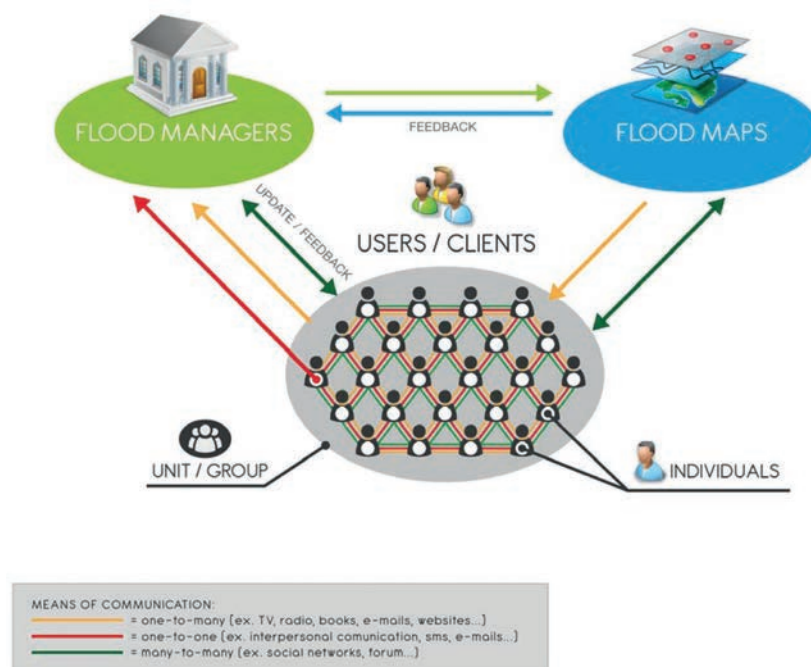 FLOOD MANAGERS
FLOOD MAPS
FEEDBACK
UPDATE / FEEDBACK
USERS / CLIENTS
UNIT / GROUP
INDIVIDUALS
MEANS OF COMMUNICATION:
= one-to-many (ex. TV, radio, books, e-mails, websites...)
= one-to-one (ex. interpersonal comunication, sms, e-mails...)
= many-to-many (ex. social networks, forum...)